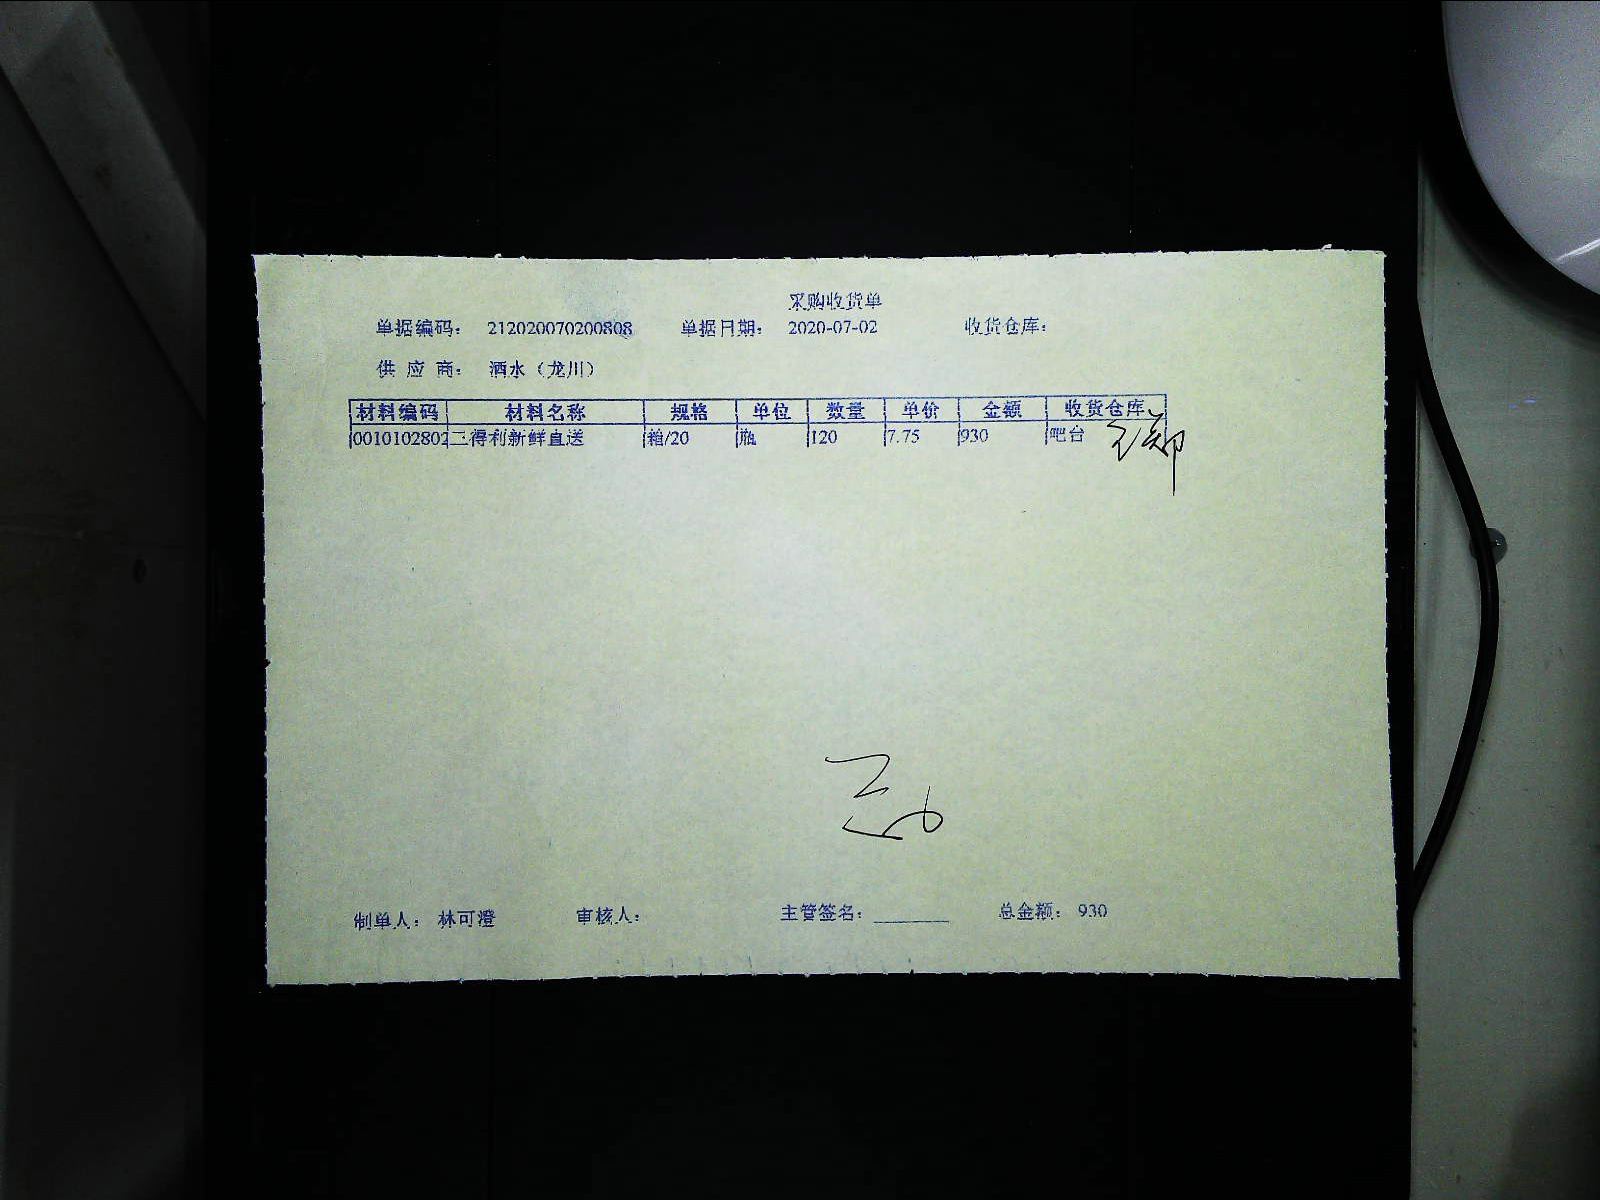 采购收货单
单据编码： 212020070200808 单据日期： 2020-07-02 收货仓库：
供 应 商： 酒水（龙川）
材料编码 材料名称 规格 单位 数量 单价 金额 收货仓库
0010102802 三得利新鲜直送 箱/20 瓶 120 7.75 930 吧台
制单人： 林可澄 审核人： 主管签名： 总金额： 930